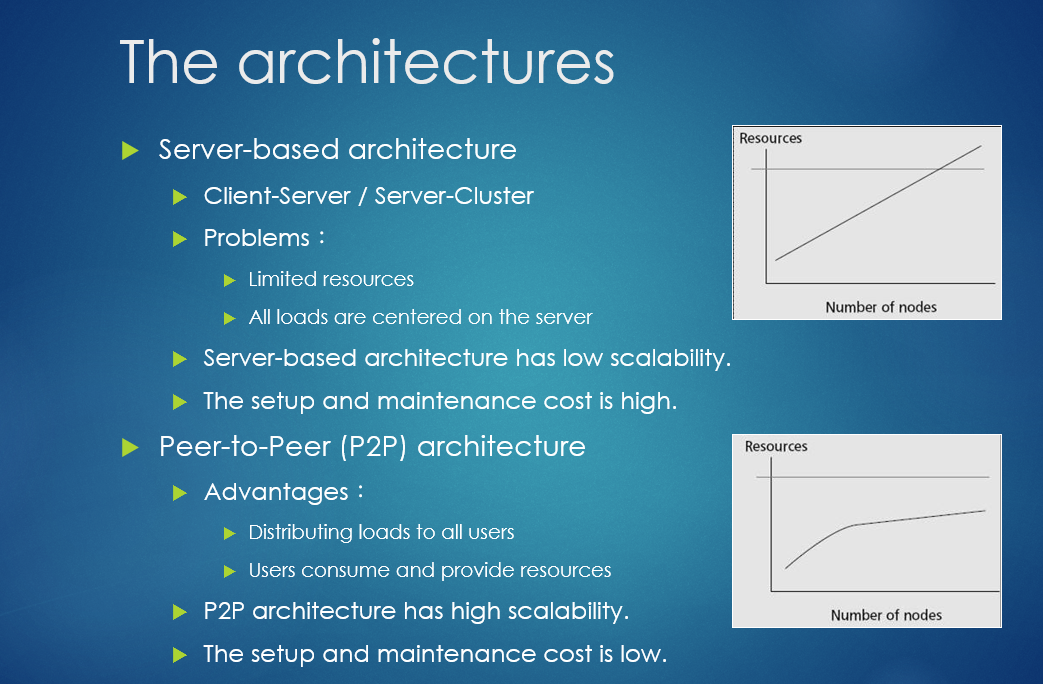 The architectures
Server-based architecture
Client-Server / Server-Cluster
Problems：
Limited resources
All loads are centered on the server
Server-based architecture has low scalability.
The setup and maintenance cost is high.
Resources
Number of nodes
Peer-to-Peer (P2P) architecture
Advantages：
Distributing loads to all users
Users consume and provide resources
P2P architecture has high scalability.
The setup and maintenance cost is low.
Resources
Number of nodes